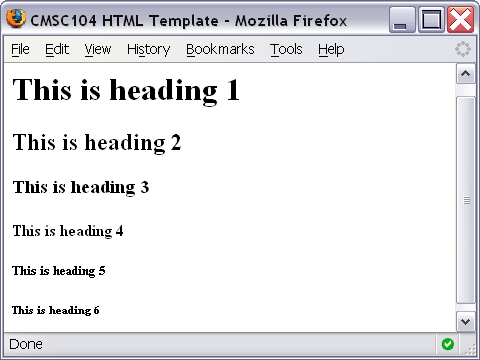 CMSC104 HTML Template - Mozilla Firefox
File Edit View History Bookmarks Tools Help
This is heading 1
This is heading 2
This is heading 3
This is heading 4
This is heading 5
This is heading 6
Done